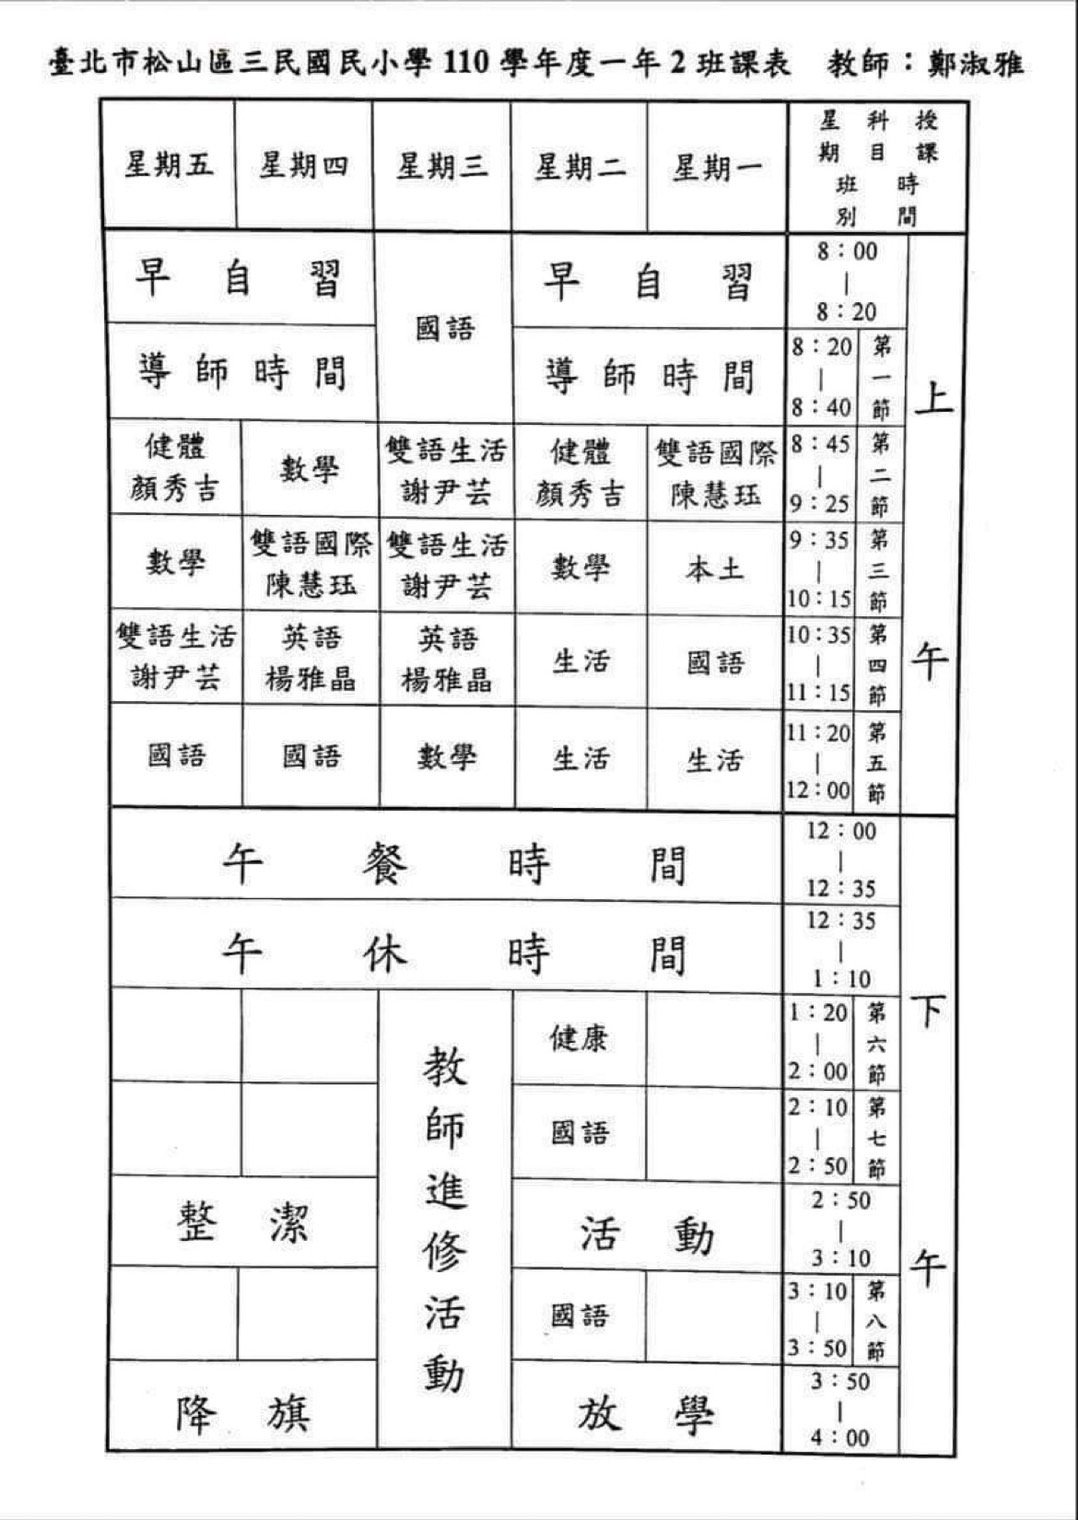 臺北市松山區三民國民小學 110 學年度一年 2 班課表 教師：鄭淑雅
星期五 星期四 星期三 星期二 星期一 星期 科目 授課時間 班別
早自習 國語 早自習 8：00｜8：20 上午
導師時間 導師時間 8：20｜8：40 第一節
健體 顏秀吉 數學 雙語生活 謝尹芸 健體 顏秀吉 雙語國際 陳慧珏 8：45｜9：25 第二節
數學 雙語國際 陳慧珏 雙語生活 謝尹芸 數學 本土 9：35｜10：15 第三節
雙語生活 謝尹芸 英語 楊雅晶 英語 楊雅晶 生活 國語 10：35｜11：15 第四節
國語 國語 數學 生活 生活 11：20｜12：00 第五節
午餐時間 12：00｜12：35 下午
午休時間 12：35｜1：10
教師進修活動 健康 1：20｜2：00 第六節
國語 2：10｜2：50 第七節
整潔 活動 2：50｜3：10
國語 3：10｜3：50 第八節
降旗 放學 3：50｜4：00